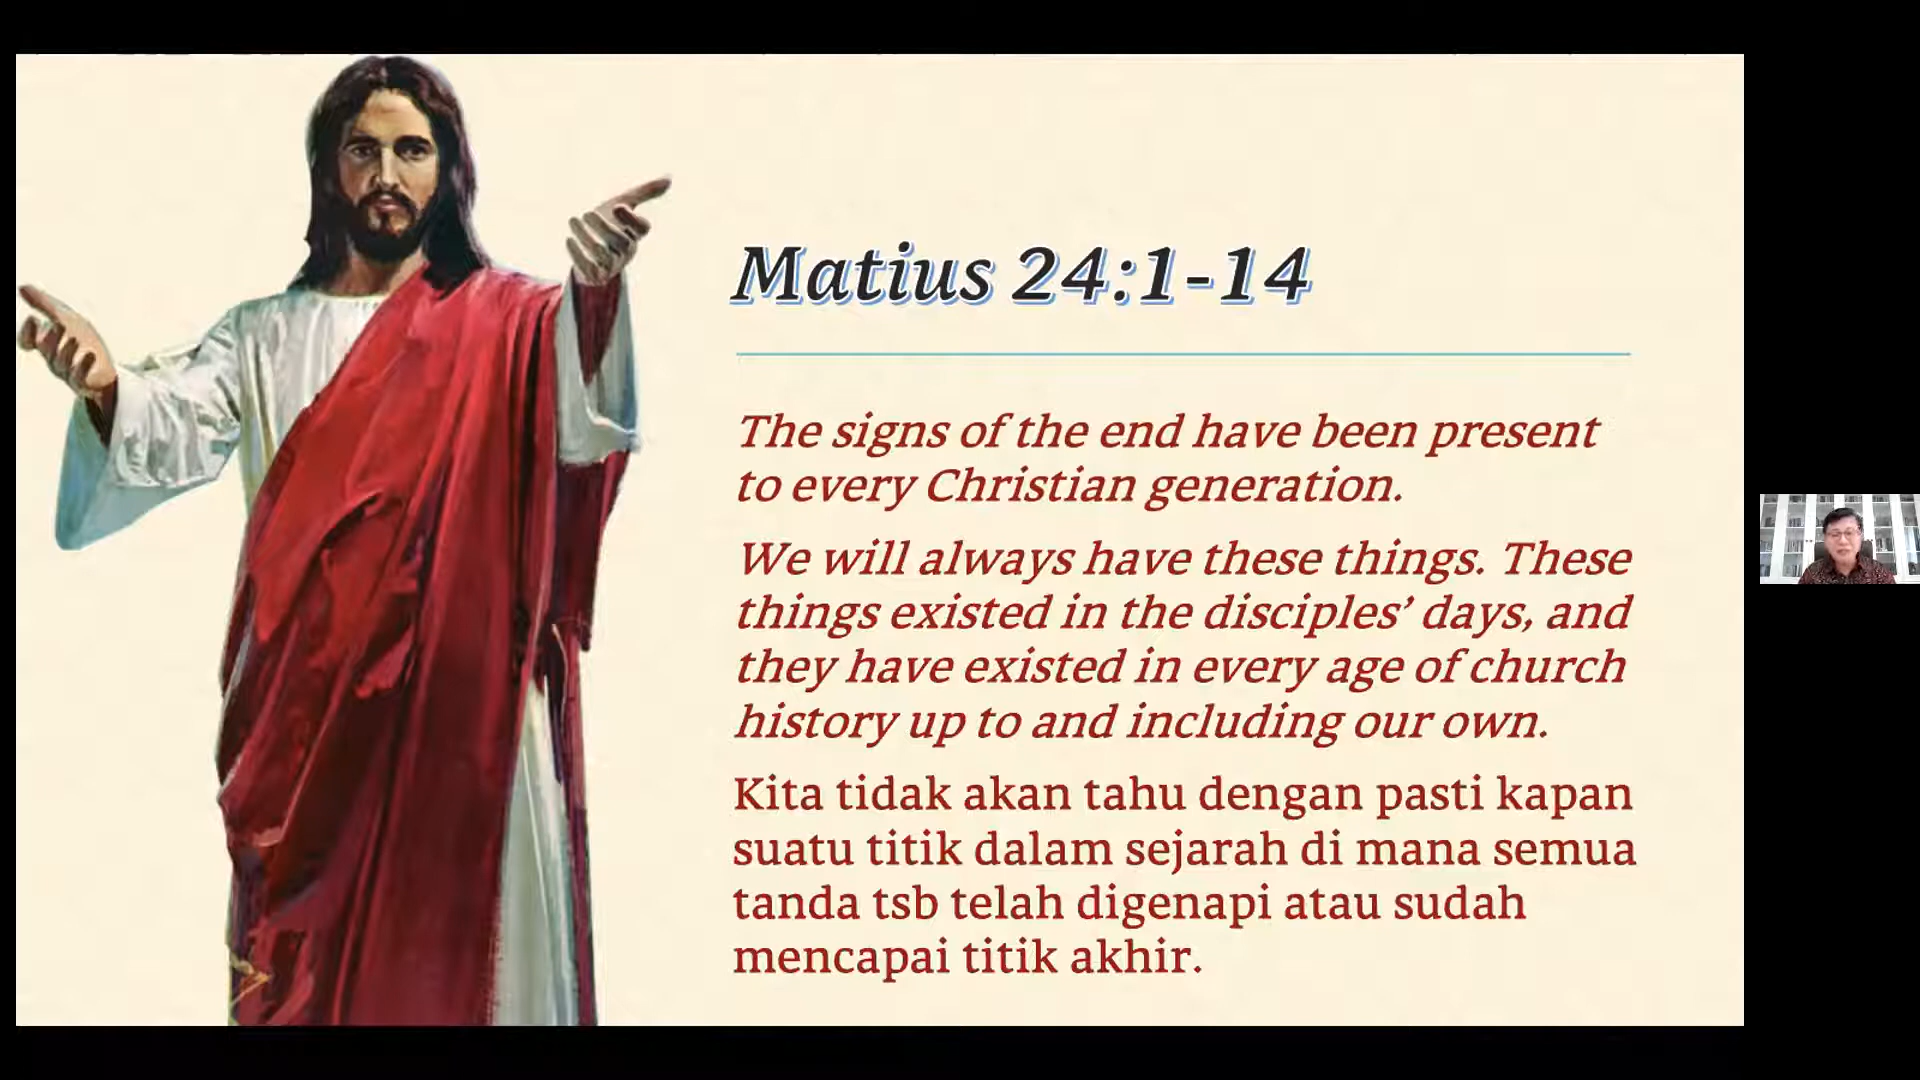 Matius 24:1-14
The signs of the end have been present
to every Christian generation.
We will always have these things. These
things existed in the disciples’ days, and
they have existed in every age of church
history up to and including our own.
Kita tidak akan tahu dengan pasti kapan
suatu titik dalam sejarah di mana semua
tanda tsb telah digenapi atau sudah
mencapai titik akhir.